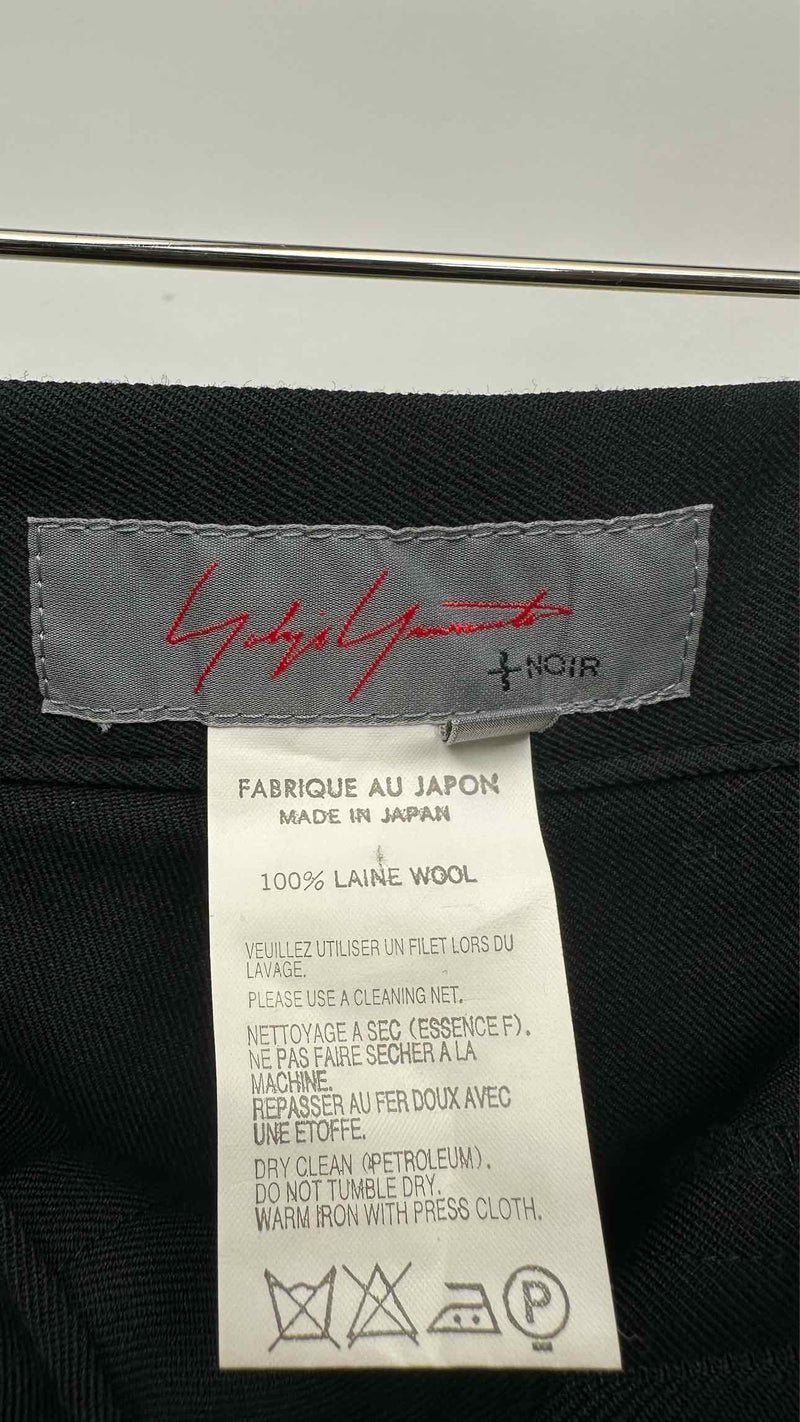 Yohji Yamamoto
+NOIR
FABRIQUE AU JAPON
MADE IN JAPAN
100% LAINE WOOL
VEUILLEZ UTILISER UN FILET LORS DU
LAVAGE.
PLEASE USE A CLEANING NET.
NETTOYAGE A SEC (ESSENCE F).
NE PAS FAIRE SECHER A LA
MACHINE.
REPASSER AU FER DOUX AVEC
UNE ETOFFE.
DRY CLEAN (PETROLEUM).
DO NOT TUMBLE DRY.
WARM IRON WITH PRESS CLOTH.
P